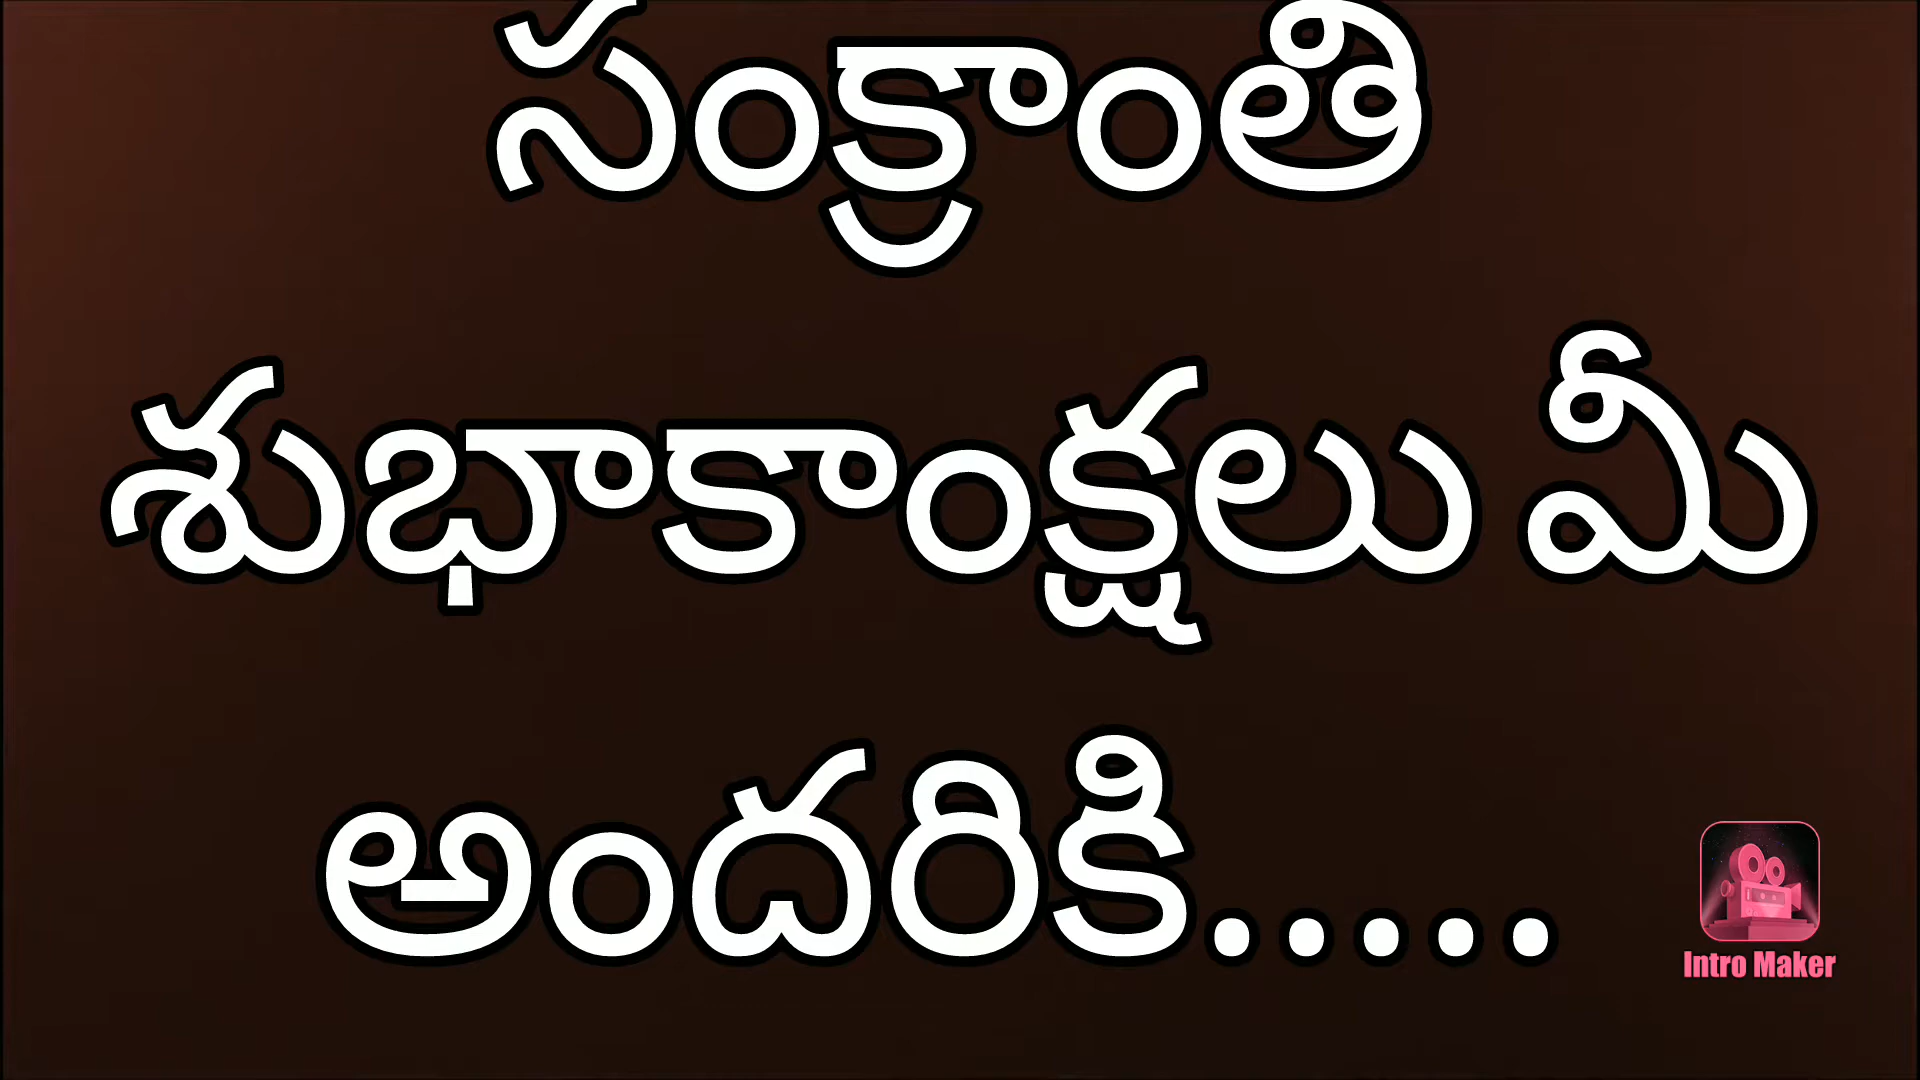 సంక్రాంతి
శుభాకాంక్షలు మీ
అందరికి.....
Intro Maker